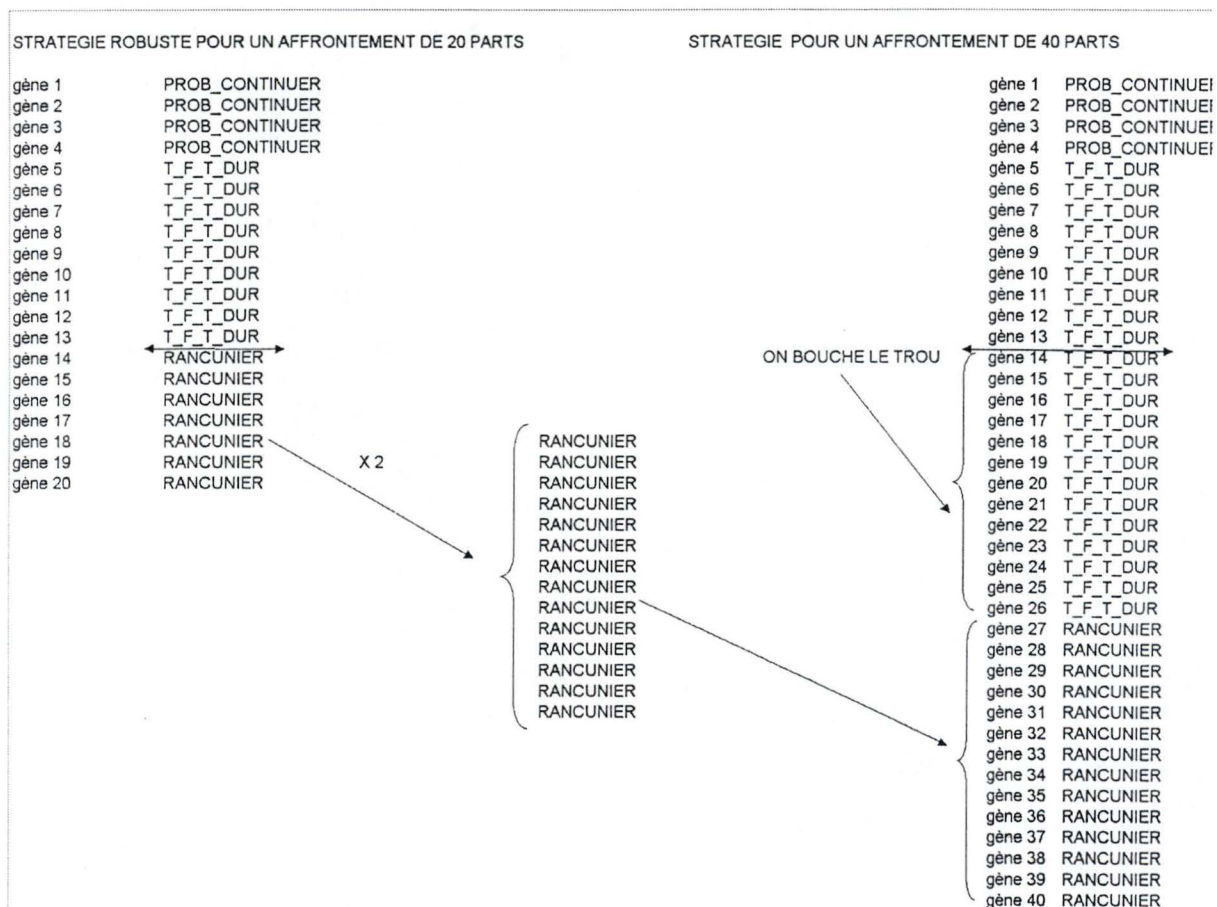 STRATEGIE ROBUSTE POUR UN AFFRONTEMENT DE 20 PARTS
gène 1 PROB_CONTINUER
gène 2 PROB_CONTINUER
gène 3 PROB_CONTINUER
gène 4 PROB_CONTINUER
gène 5 T_F_T_DUR
gène 6 T_F_T_DUR
gène 7 T_F_T_DUR
gène 8 T_F_T_DUR
gène 9 T_F_T_DUR
gène 10 T_F_T_DUR
gène 11 T_F_T_DUR
gène 12 T_F_T_DUR
gène 13 T_F_T_DUR
gène 14 RANCUNIER
gène 15 RANCUNIER
gène 16 RANCUNIER
gène 17 RANCUNIER
gène 18 RANCUNIER
gène 19 RANCUNIER
gène 20 RANCUNIER
X 2
RANCUNIER
RANCUNIER
RANCUNIER
RANCUNIER
RANCUNIER
RANCUNIER
RANCUNIER
RANCUNIER
RANCUNIER
RANCUNIER
RANCUNIER
RANCUNIER
RANCUNIER
RANCUNIER
STRATEGIE POUR UN AFFRONTEMENT DE 40 PARTS
ON BOUCHE LE TROU
gène 1 PROB_CONTINUE
gène 2 PROB_CONTINUE
gène 3 PROB_CONTINUE
gène 4 PROB_CONTINUE
gène 5 T_F_T_DUR
gène 6 T_F_T_DUR
gène 7 T_F_T_DUR
gène 8 T_F_T_DUR
gène 9 T_F_T_DUR
gène 10 T_F_T_DUR
gène 11 T_F_T_DUR
gène 12 T_F_T_DUR
gène 13 T_F_T_DUR
gène 14 T_F_T_DUR
gène 15 T_F_T_DUR
gène 16 T_F_T_DUR
gène 17 T_F_T_DUR
gène 18 T_F_T_DUR
gène 19 T_F_T_DUR
gène 20 T_F_T_DUR
gène 21 T_F_T_DUR
gène 22 T_F_T_DUR
gène 23 T_F_T_DUR
gène 24 T_F_T_DUR
gène 25 T_F_T_DUR
gène 26 T_F_T_DUR
gène 27 RANCUNIER
gène 28 RANCUNIER
gène 29 RANCUNIER
gène 30 RANCUNIER
gène 31 RANCUNIER
gène 32 RANCUNIER
gène 33 RANCUNIER
gène 34 RANCUNIER
gène 35 RANCUNIER
gène 36 RANCUNIER
gène 37 RANCUNIER
gène 38 RANCUNIER
gène 39 RANCUNIER
gène 40 RANCUNIER